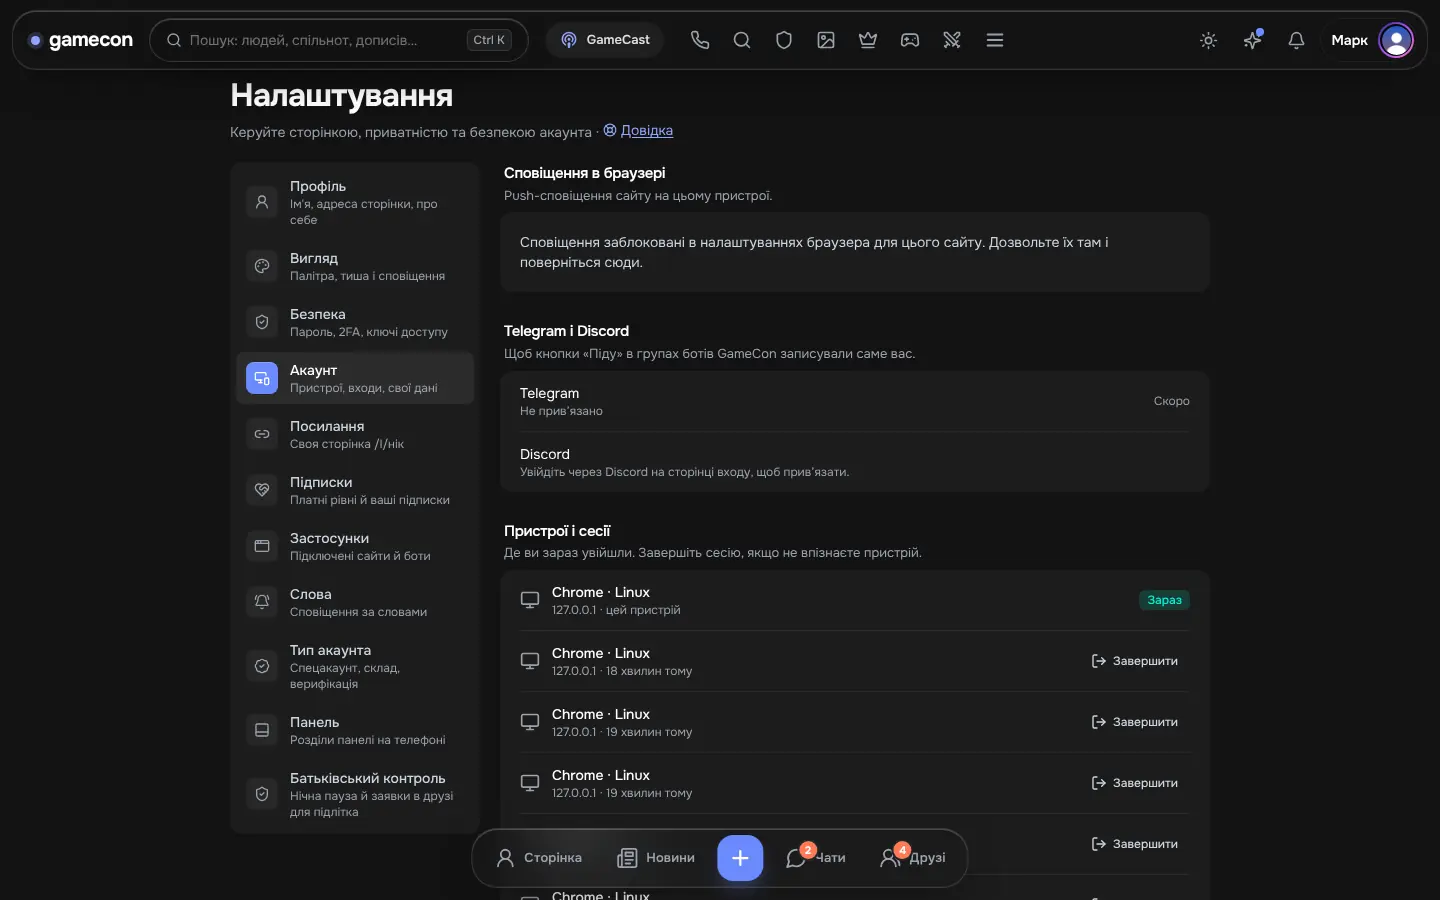 gamecon
Пошук: людей, спільнот, дописів...
Ctrl K
GameCast
Марк
Налаштування
Керуйте сторінкою, приватністю та безпекою акаунта · Довідка
Профіль
Ім'я, адреса сторінки, про
себе
Вигляд
Палітра, тиша і сповіщення
Безпека
Пароль, 2FA, ключі доступу
Акаунт
Пристрої, входи, свої дані
Посилання
Своя сторінка /l/нік
Підписки
Платні рівні й ваші підписки
Застосунки
Підключені сайти й боти
Слова
Сповіщення за словами
Тип акаунта
Спецакаунт, склад,
верифікація
Панель
Розділи панелі на телефоні
Батьківський контроль
Нічна пауза й заявки в друзі
для підлітка
Сповіщення в браузері
Push-сповіщення сайту на цьому пристрої.
Сповіщення заблоковані в налаштуваннях браузера для цього сайту. Дозвольте їх там і
поверніться сюди.
Telegram і Discord
Щоб кнопки «Піду» в групах ботів GameCon записували саме вас.
Telegram
Не прив'язано
Скоро
Discord
Увійдіть через Discord на сторінці входу, щоб прив'язати.
Пристрої і сесії
Де ви зараз увійшли. Завершіть сесію, якщо не впізнаєте пристрій.
Chrome · Linux
127.0.0.1 · цей пристрій
Зараз
Chrome · Linux
127.0.0.1 · 18 хвилин тому
Завершити
Chrome · Linux
127.0.0.1 · 19 хвилин тому
Завершити
Chrome · Linux
127.0.0.1 · 19 хвилин тому
Завершити
Завершити
Chrome · Linux
Сторінка
Новини
2
Чати
4
Друзі